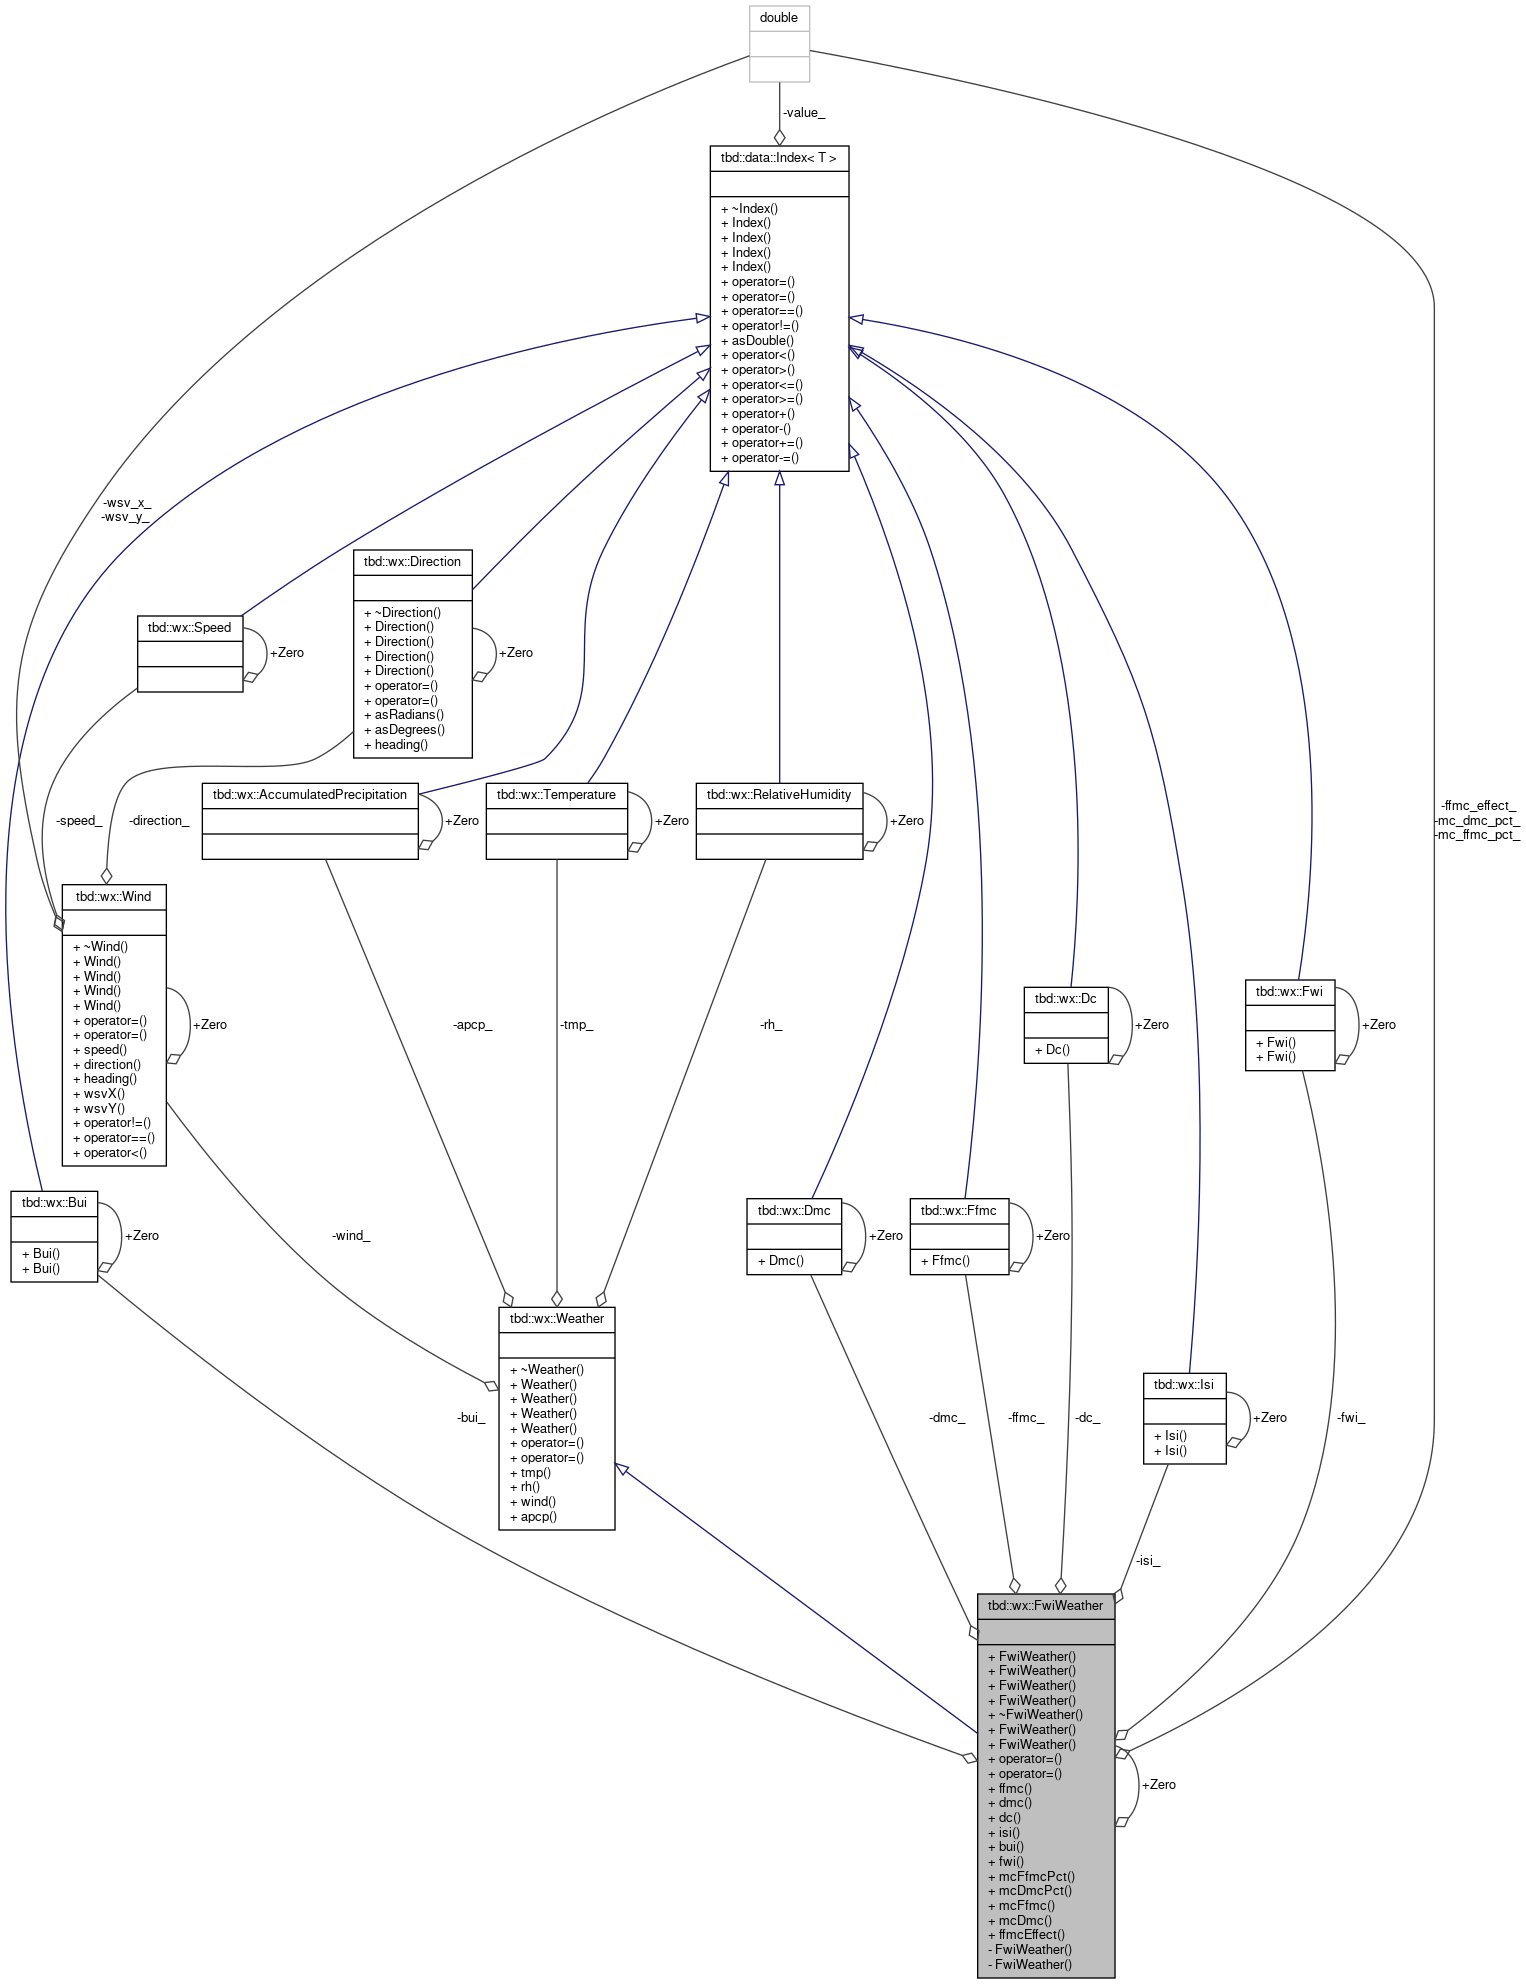 double
-value_
tbd::data::Index< T >
+ ~Index()
+ Index()
+ Index()
+ Index()
+ Index()
+ operator=()
+ operator=()
+ operator==()
+ operator!=()
+ asDouble()
+ operator<()
+ operator>()
+ operator<=()
+ operator>=()
+ operator+()
+ operator-()
+ operator+=()
+ operator-=()
-wsv_x_
-wsv_y_
tbd::wx::Direction
+ ~Direction()
+ Direction()
+ Direction()
+ Direction()
+ Direction()
+ operator=()
+ operator=()
+ asRadians()
+ asDegrees()
+ heading()
+Zero
tbd::wx::Speed
+Zero
tbd::wx::AccumulatedPrecipitation
+Zero
tbd::wx::Temperature
+Zero
tbd::wx::RelativeHumidity
+Zero
-speed_
-direction_
-ffmc_effect_
-mc_dmc_pct_
-mc_ffmc_pct_
tbd::wx::Wind
+ ~Wind()
+ Wind()
+ Wind()
+ Wind()
+ Wind()
+ operator=()
+ operator=()
+ speed()
+ direction()
+ heading()
+ wsvX()
+ wsvY()
+ operator!=()
+ operator==()
+ operator<()
+Zero
-apcp_
-tmp_
-rh_
tbd::wx::Dc
+ Dc()
+Zero
tbd::wx::Fwi
+ Fwi()
+ Fwi()
+Zero
tbd::wx::Bui
+ Bui()
+ Bui()
+Zero
-wind_
tbd::wx::Dmc
+ Dmc()
+Zero
tbd::wx::Ffmc
+ Ffmc()
+Zero
tbd::wx::Weather
+ ~Weather()
+ Weather()
+ Weather()
+ Weather()
+ Weather()
+ operator=()
+ operator=()
+ tmp()
+ rh()
+ wind()
+ apcp()
tbd::wx::Isi
+ Isi()
+ Isi()
+Zero
-bui_
-dmc_
-ffmc_
-dc_
-fwi_
-isi_
tbd::wx::FwiWeather
+ FwiWeather()
+ FwiWeather()
+ FwiWeather()
+ FwiWeather()
+ ~FwiWeather()
+ FwiWeather()
+ FwiWeather()
+ operator=()
+ operator=()
+ ffmc()
+ dmc()
+ dc()
+ isi()
+ bui()
+ fwi()
+ mcFfmcPct()
+ mcDmcPct()
+ mcFfmc()
+ mcDmc()
+ ffmcEffect()
- FwiWeather()
- FwiWeather()
+Zero